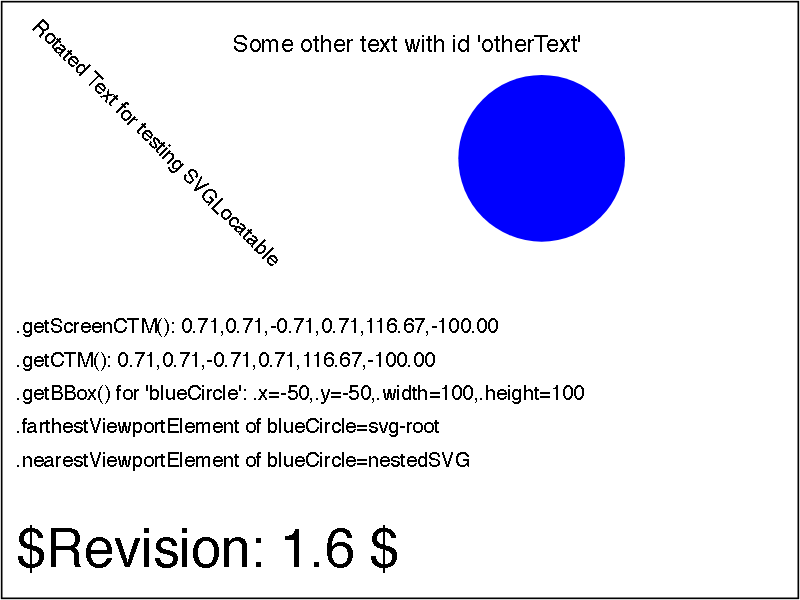 Rotated Text for testing SVGLocatable
Some other text with id 'otherText'
.getScreenCTM(): 0.71,0.71,-0.71,0.71,116.67,-100.00
.getCTM(): 0.71,0.71,-0.71,0.71,116.67,-100.00
.getBBox() for 'blueCircle': .x=-50,.y=-50,.width=100,.height=100
.farthestViewportElement of blueCircle=svg-root
.nearestViewportElement of blueCircle=nestedSVG
$Revision: 1.6 $